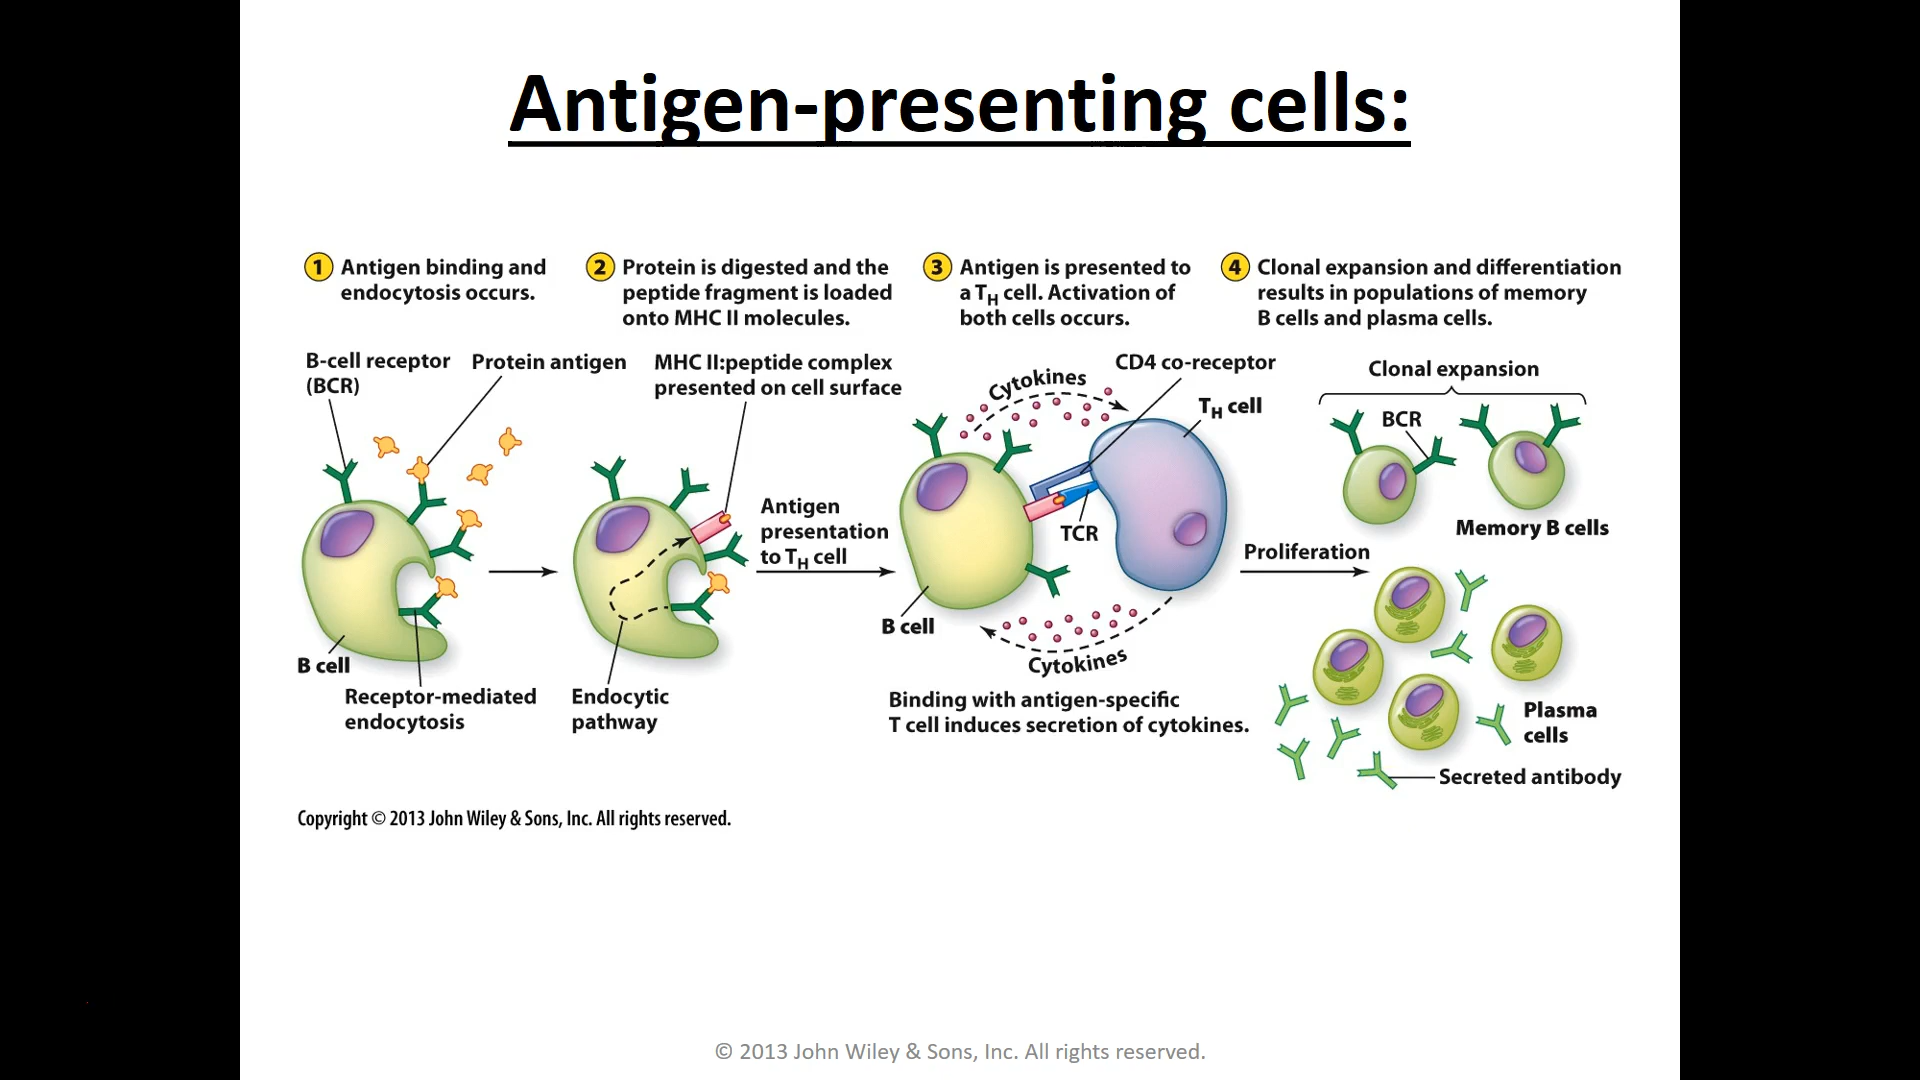 Antigen-presenting cells:
1 Antigen binding and
endocytosis occurs.
2 Protein is digested and the
peptide fragment is loaded
onto MHC II molecules.
3 Antigen is presented to
a TH cell. Activation of
both cells occurs.
4 Clonal expansion and differentiation
results in populations of memory
B cells and plasma cells.
B-cell receptor
(BCR)
Protein antigen
MHC II:peptide complex
presented on cell surface
Cytokines
CD4 co-receptor
TH cell
Clonal expansion
BCR
Memory B cells
Antigen
presentation
to TH cell
TCR
Proliferation
B cell
Receptor-mediated
endocytosis
Endocytic
pathway
B cell
Cytokines
Binding with antigen-specific
T cell induces secretion of cytokines.
Plasma
cells
Secreted antibody
Copyright © 2013 John Wiley & Sons, Inc. All rights reserved.
© 2013 John Wiley & Sons, Inc. All rights reserved.